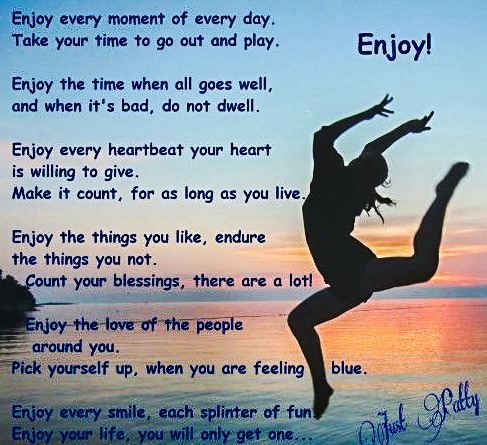 Enjoy!
Enjoy every moment of every day.
Take your time to go out and play.
Enjoy the time when all goes well,
and when it's bad, do not dwell.
Enjoy every heartbeat your heart
is willing to give.
Make it count, for as long as you live.
Enjoy the things you like, endure
the things you not.
Count your blessings, there are a lot!
Enjoy the love of the people
around you.
Pick yourself up, when you are feeling blue.
Enjoy every smile, each splinter of fun.
Enjoy your life, you will only get one...
Just Patty